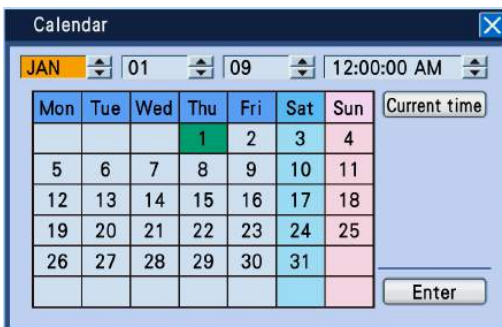 Calendar
JAN 01 09 12:00:00 AM
Mon Tue Wed Thu Fri Sat Sun Current time
1 2 3 4
5 6 7 8 9 10 11
12 13 14 15 16 17 18
19 20 21 22 23 24 25
26 27 28 29 30 31
Enter